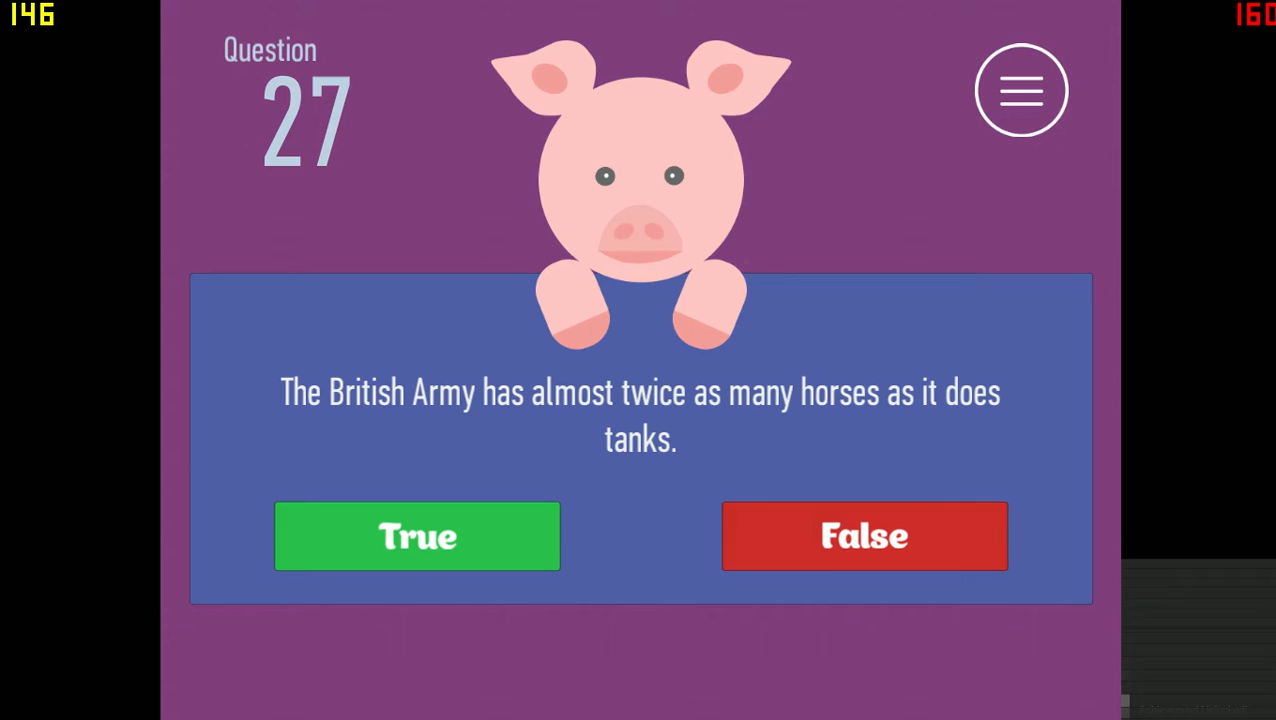 146
160
Question
27
The British Army has almost twice as many horses as it does
tanks.
True
False